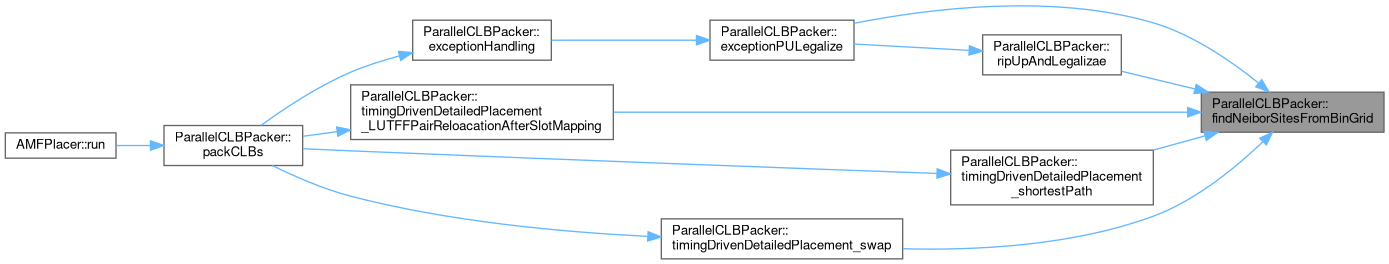 ParallelCLBPacker::
exceptionHandling
ParallelCLBPacker::
exceptionPULegalize
ParallelCLBPacker::
ripUpAndLegalizae
ParallelCLBPacker::
findNeiborSitesFromBinGrid
ParallelCLBPacker::
timingDrivenDetailedPlacement
_LUTFFPairReloacationAfterSlotMapping
AMFPlacer::run
ParallelCLBPacker::
packCLBs
ParallelCLBPacker::
timingDrivenDetailedPlacement
_shortestPath
ParallelCLBPacker::
timingDrivenDetailedPlacement_swap